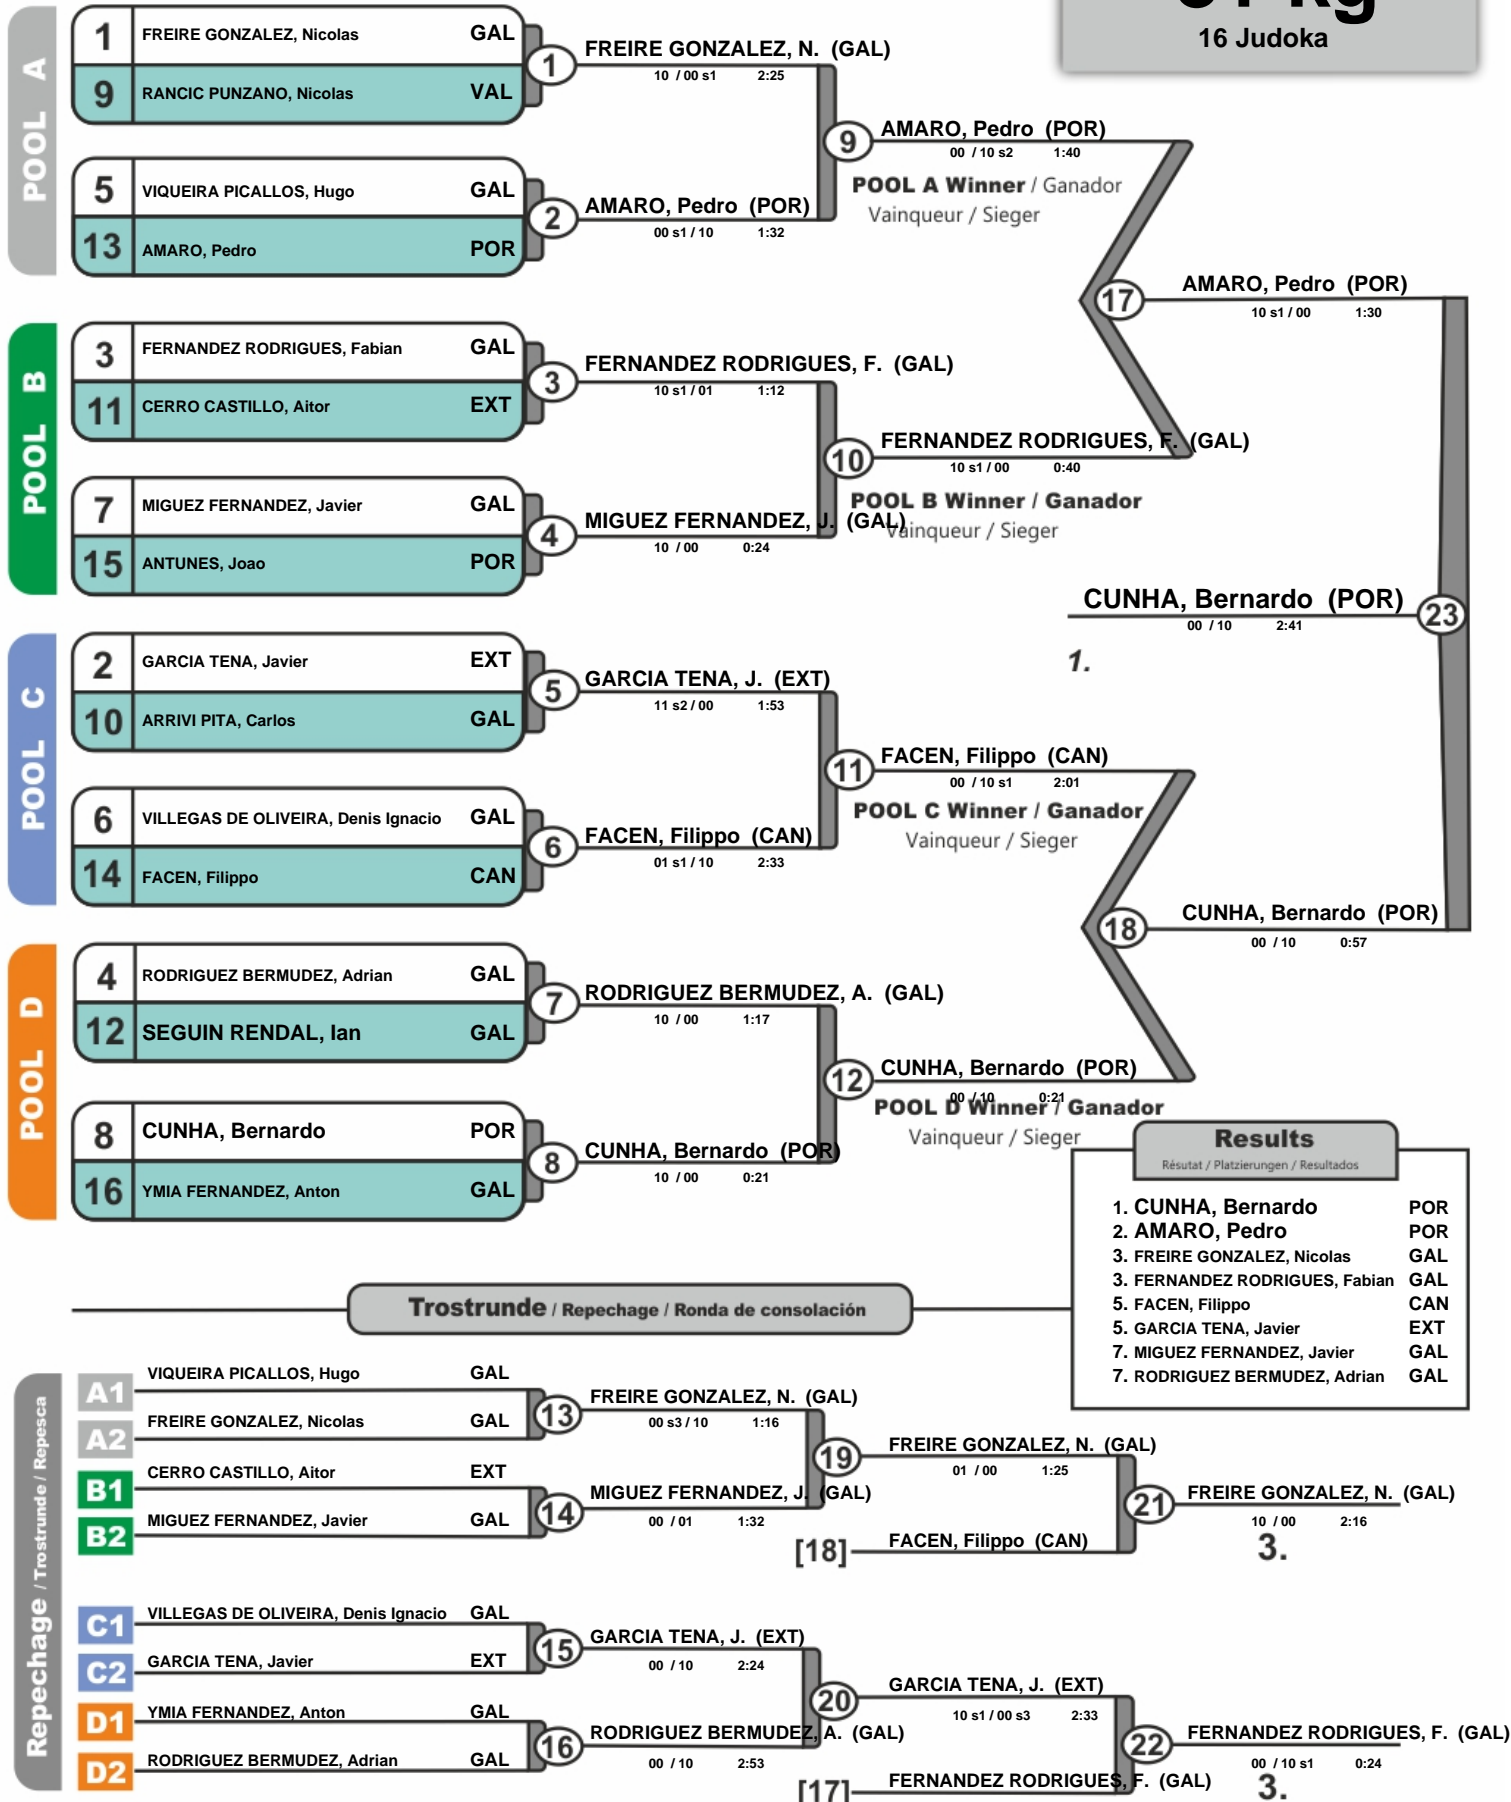 16 Judoka
POOL A
1 FREIRE GONZALEZ, Nicolas GAL
9 RANCIC PUNZANO, Nicolas VAL
1 FREIRE GONZALEZ, N. (GAL)
10 / 00 s1 2:25
5 VIQUEIRA PICALLOS, Hugo GAL
13 AMARO, Pedro POR
2 AMARO, Pedro (POR)
00 s1 / 10 1:32
9 AMARO, Pedro (POR)
00 / 10 s2 1:40
POOL A Winner / Ganador
Vainqueur / Sieger
POOL B
3 FERNANDEZ RODRIGUES, Fabian GAL
11 CERRO CASTILLO, Aitor EXT
3 FERNANDEZ RODRIGUES, F. (GAL)
10 s1 / 01 1:12
7 MIGUEZ FERNANDEZ, Javier GAL
15 ANTUNES, Joao POR
4 MIGUEZ FERNANDEZ, J. (GAL)
10 / 00 0:24
10 FERNANDEZ RODRIGUES, F. (GAL)
10 s1 / 00 0:40
POOL B Winner / Ganador
Vainqueur / Sieger
17 AMARO, Pedro (POR)
10 s1 / 00 1:30
CUNHA, Bernardo (POR) 23
00 / 10 2:41
1.
POOL C
2 GARCIA TENA, Javier EXT
10 ARRIVI PITA, Carlos GAL
5 GARCIA TENA, J. (EXT)
11 s2 / 00 1:53
6 VILLEGAS DE OLIVEIRA, Denis Ignacio GAL
14 FACEN, Filippo CAN
6 FACEN, Filippo (CAN)
01 s1 / 10 2:33
11 FACEN, Filippo (CAN)
00 / 10 s1 2:01
POOL C Winner / Ganador
Vainqueur / Sieger
18 CUNHA, Bernardo (POR)
00 / 10 0:57
POOL D
4 RODRIGUEZ BERMUDEZ, Adrian GAL
12 SEGUIN RENDAL, Ian GAL
7 RODRIGUEZ BERMUDEZ, A. (GAL)
10 / 00 1:17
8 CUNHA, Bernardo POR
16 YMIA FERNANDEZ, Anton GAL
8 CUNHA, Bernardo (POR)
10 / 00 0:21
12 CUNHA, Bernardo (POR)
00 / 10 0:21
POOL D Winner / Ganador
Vainqueur / Sieger
Results
Résutat / Platzierungen / Resultados
1. CUNHA, Bernardo POR
2. AMARO, Pedro POR
3. FREIRE GONZALEZ, Nicolas GAL
3. FERNANDEZ RODRIGUES, Fabian GAL
5. FACEN, Filippo CAN
5. GARCIA TENA, Javier EXT
7. MIGUEZ FERNANDEZ, Javier GAL
7. RODRIGUEZ BERMUDEZ, Adrian GAL
Trostrunde / Repechage / Ronda de consolación
Repechage / Trostrunde / Repesca
A1 VIQUEIRA PICALLOS, Hugo GAL
A2 FREIRE GONZALEZ, Nicolas GAL
13 FREIRE GONZALEZ, N. (GAL)
00 s3 / 10 1:16
B1 CERRO CASTILLO, Aitor EXT
B2 MIGUEZ FERNANDEZ, Javier GAL
14 MIGUEZ FERNANDEZ, J. (GAL)
00 / 01 1:32
19 FREIRE GONZALEZ, N. (GAL)
01 / 00 1:25
[18] FACEN, Filippo (CAN)
21 FREIRE GONZALEZ, N. (GAL)
10 / 00 2:16
3.
C1 VILLEGAS DE OLIVEIRA, Denis Ignacio GAL
C2 GARCIA TENA, Javier EXT
15 GARCIA TENA, J. (EXT)
00 / 10 2:24
D1 YMIA FERNANDEZ, Anton GAL
D2 RODRIGUEZ BERMUDEZ, Adrian GAL
16 RODRIGUEZ BERMUDEZ, A. (GAL)
00 / 10 2:53
20 GARCIA TENA, J. (EXT)
10 s1 / 00 s3 2:33
[17] FERNANDEZ RODRIGUES, F. (GAL)
22 FERNANDEZ RODRIGUES, F. (GAL)
00 / 10 s1 0:24
3.